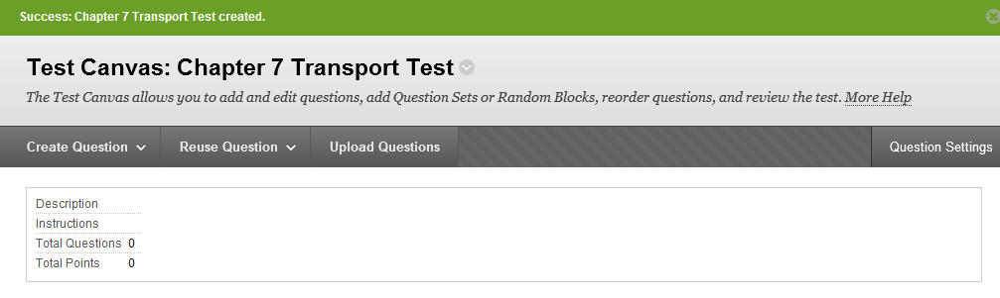 Success: Chapter 7 Transport Test created.
Test Canvas: Chapter 7 Transport Test
The Test Canvas allows you to add and edit questions, add Question Sets or Random Blocks, reorder questions, and review the test. More Help
Create Question Reuse Question Upload Questions Question Settings
Description
Instructions
Total Questions 0
Total Points 0